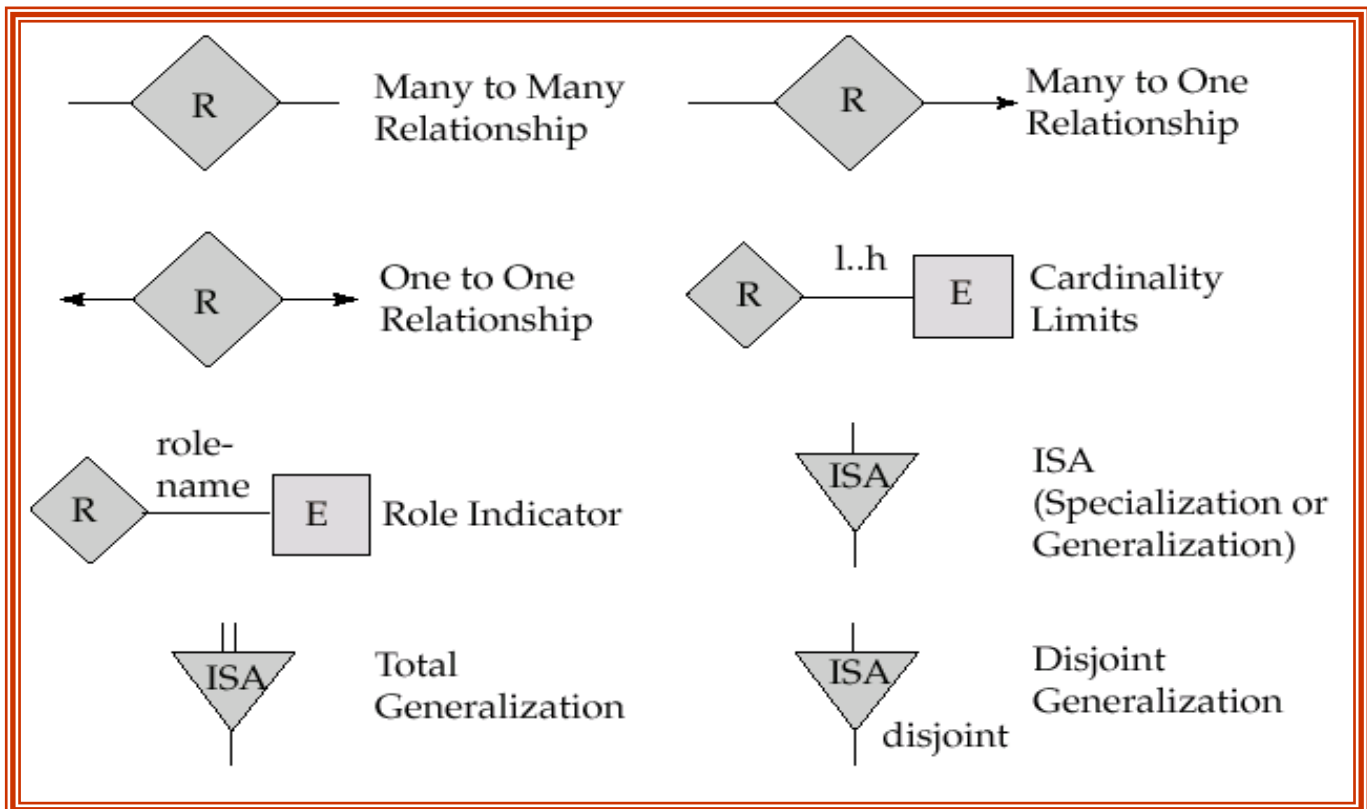 R
Many to Many
Relationship
R
Many to One
Relationship
R
One to One
Relationship
R
l..h
E
Cardinality
Limits
R
role-
name
E
Role Indicator
ISA
ISA
(Specialization or
Generalization)
ISA
Total
Generalization
ISA
disjoint
Disjoint
Generalization